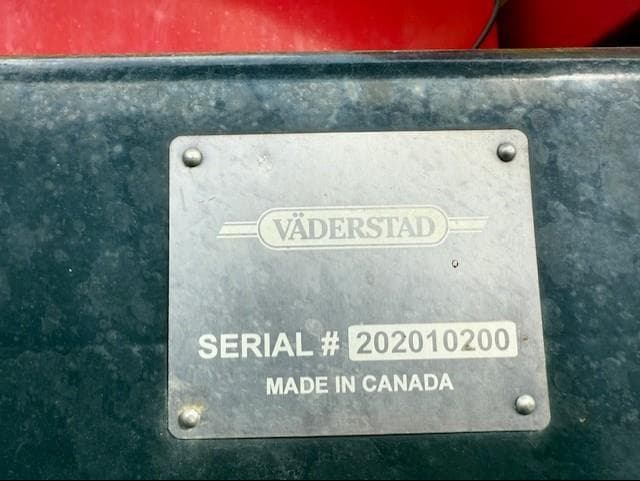 VÄDERSTAD
SERIAL # 202010200
MADE IN CANADA